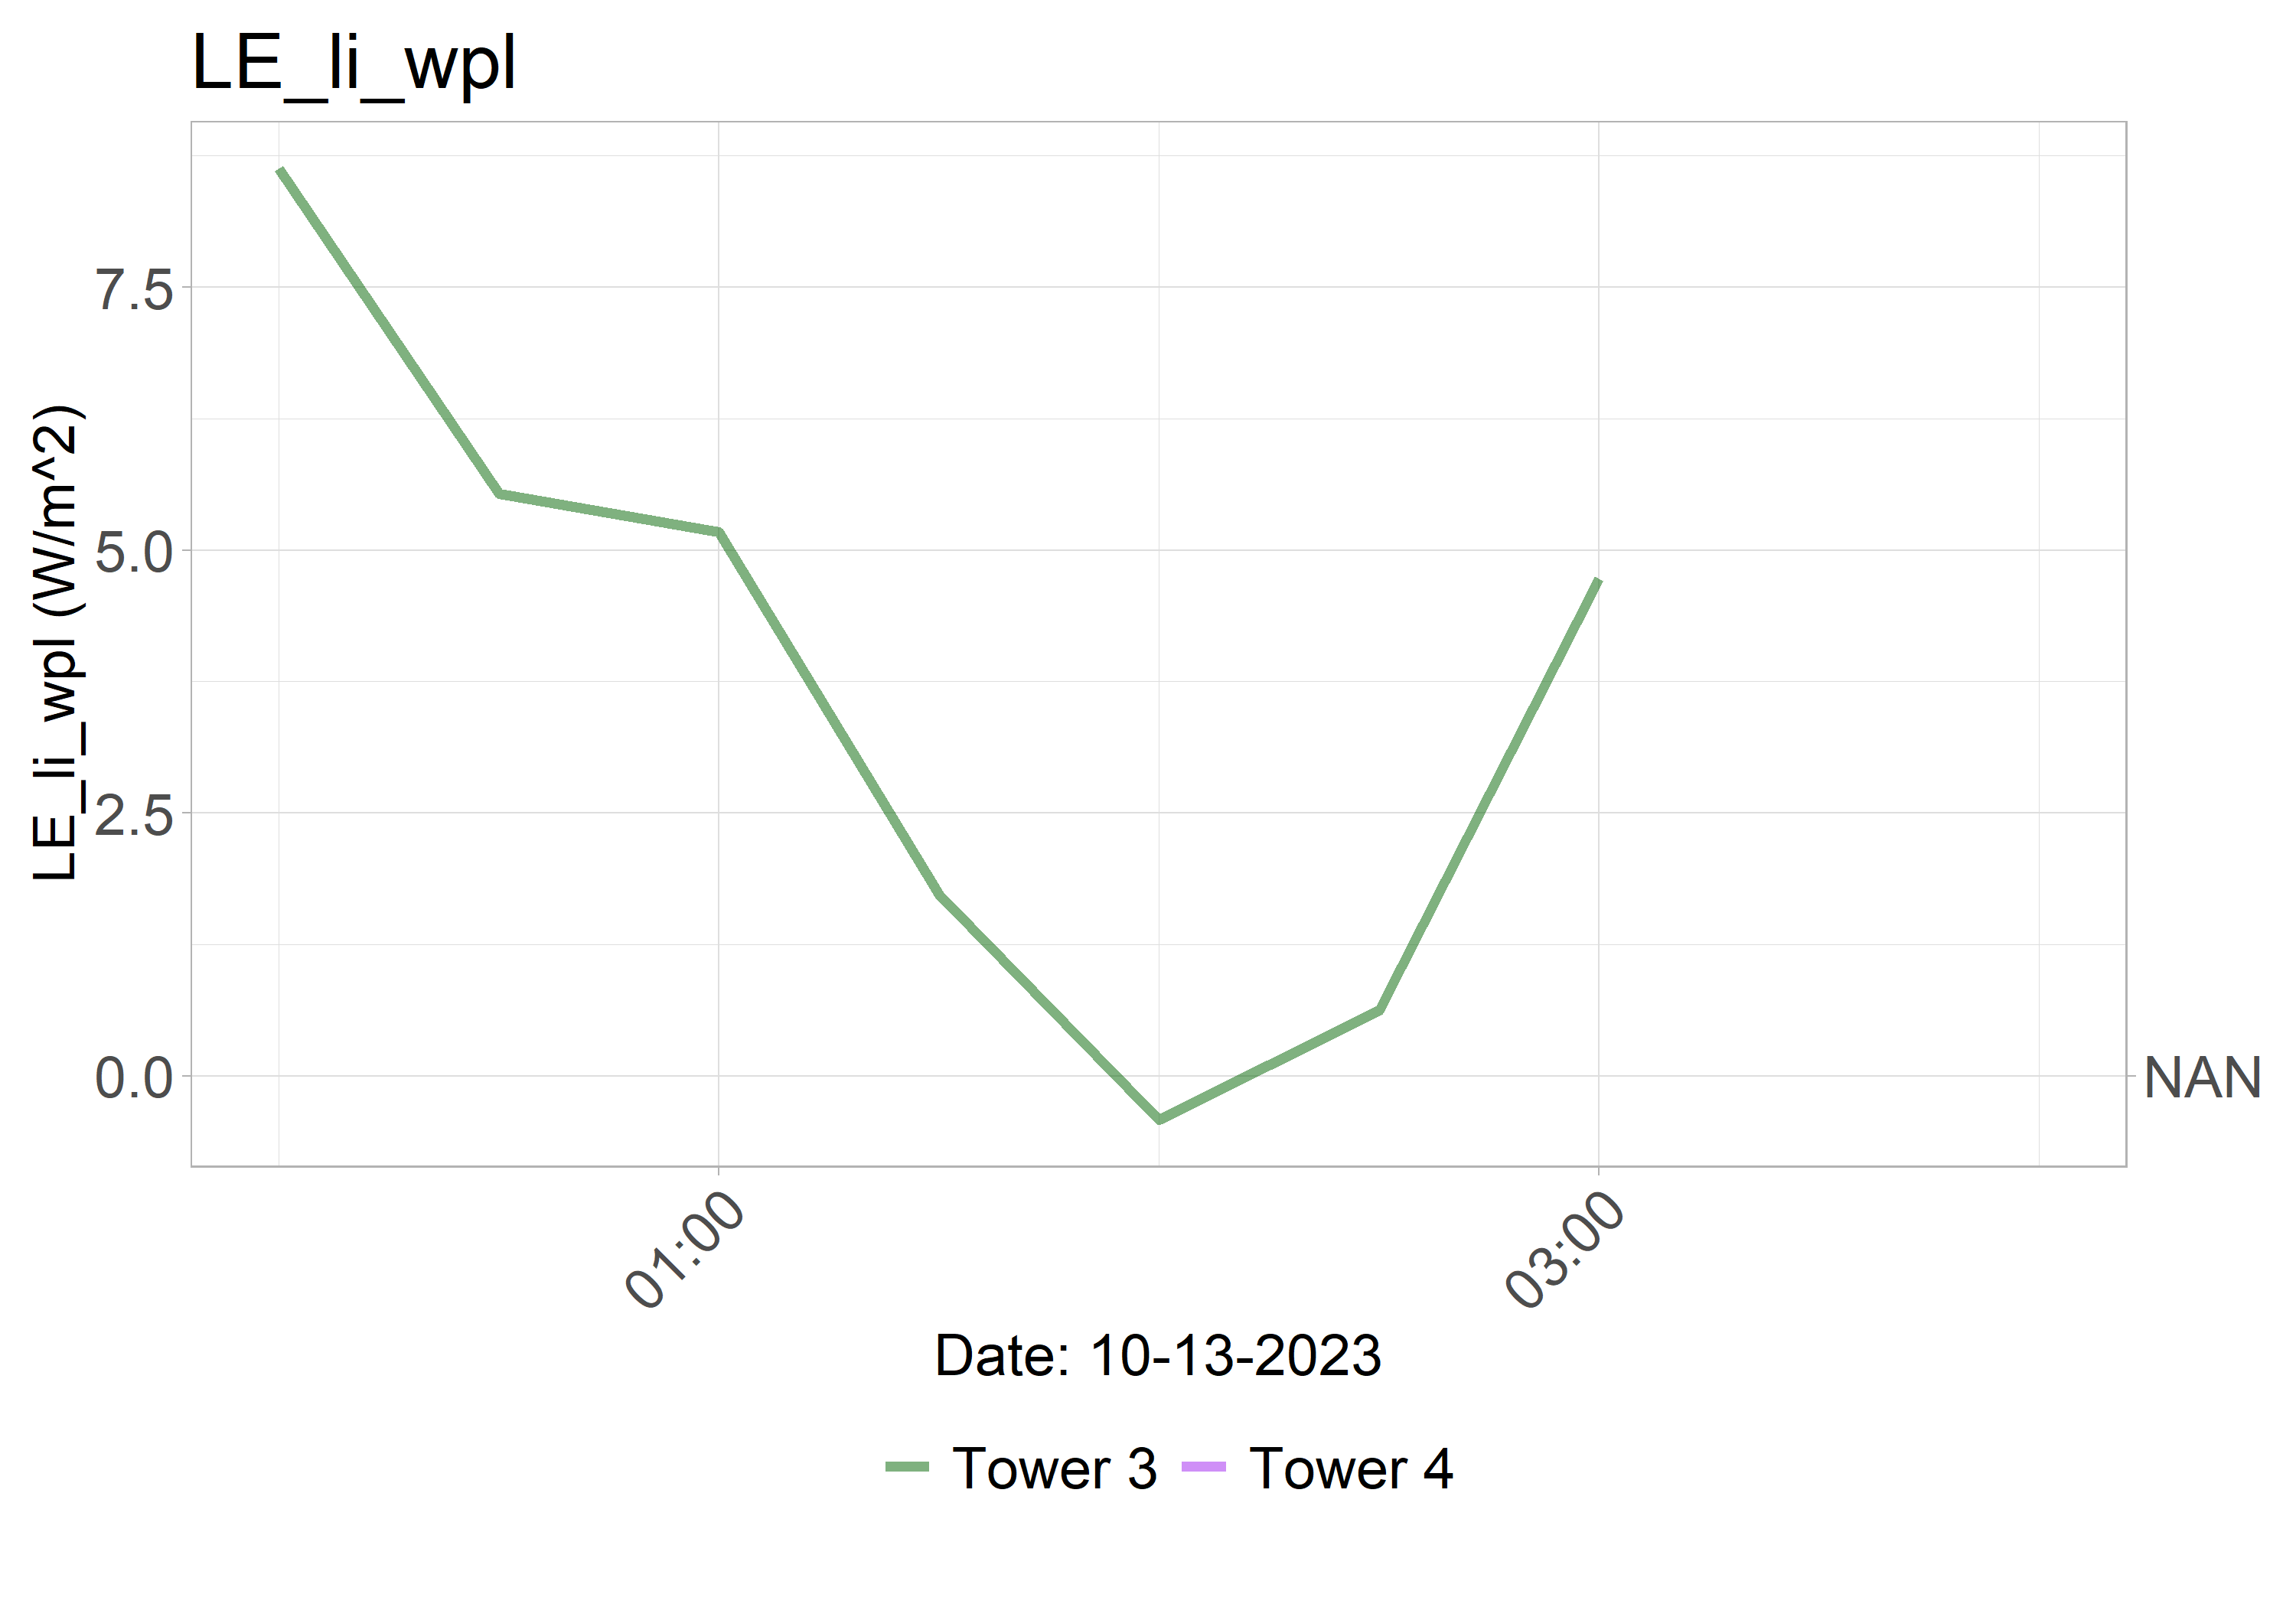 LE_li_wpl
LE_li_wpl (W/m^2)
7.5
5.0
2.5
0.0
NAN
01:00
03:00
Date: 10-13-2023
Tower 3
Tower 4